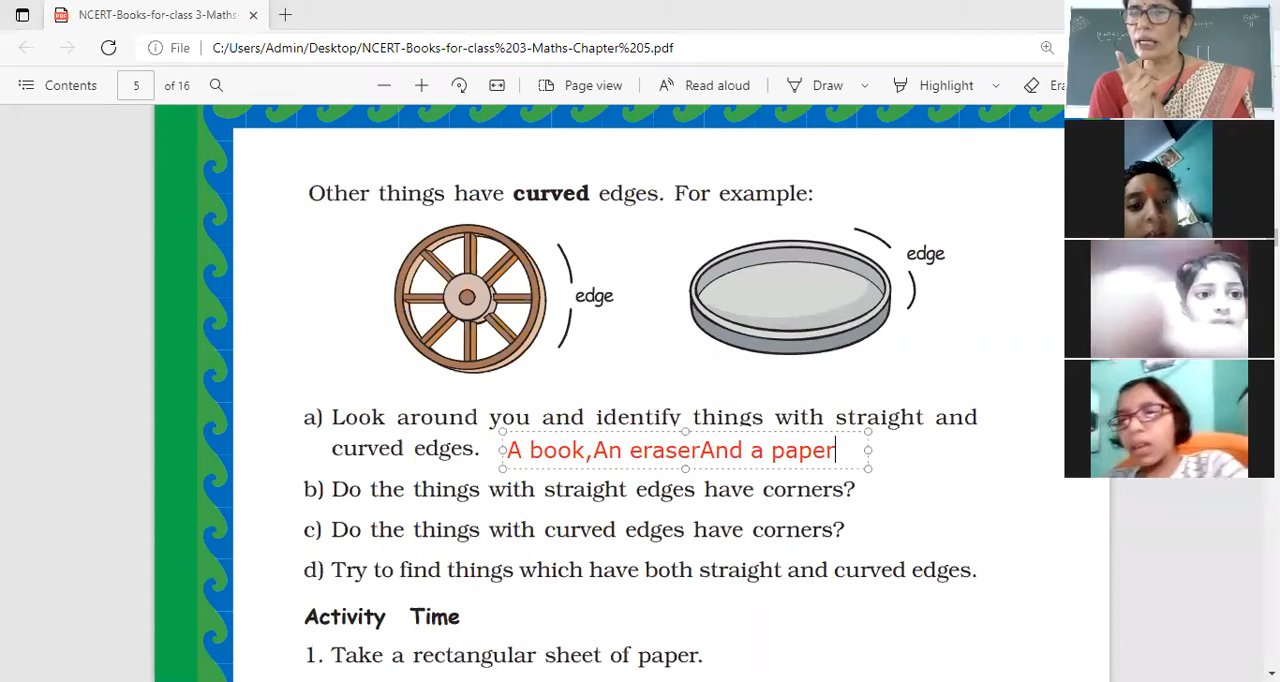 NCERT-Books-for-class 3-Maths-
File C:/Users/Admin/Desktop/NCERT-Books-for-class%203-Maths-Chapter%205.pdf
Contents 5 of 16 Page view Read aloud Draw Highlight Era
Other things have curved edges. For example:
edge
edge
a) Look around you and identify things with straight and
curved edges. A book,An eraserAnd a paper
b) Do the things with straight edges have corners?
c) Do the things with curved edges have corners?
d) Try to find things which have both straight and curved edges.
Activity Time
1. Take a rectangular sheet of paper.